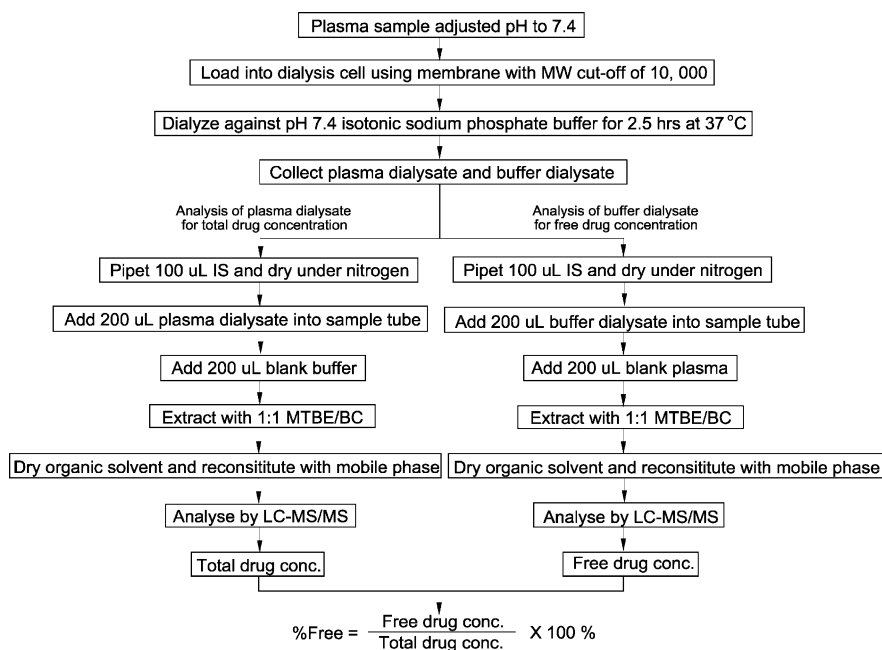 Plasma sample adjusted pH to 7.4
Load into dialysis cell using membrane with MW cut-off of 10, 000
Dialyze against pH 7.4 isotonic sodium phosphate buffer for 2.5 hrs at 37 °C
Collect plasma dialysate and buffer dialysate
Analysis of plasma dialysate
for total drug concentration
Pipet 100 uL IS and dry under nitrogen
Add 200 uL plasma dialysate into sample tube
Add 200 uL blank buffer
Extract with 1:1 MTBE/BC
Dry organic solvent and reconsititute with mobile phase
Analyse by LC-MS/MS
Total drug conc.
Analysis of buffer dialysate
for free drug concentration
Pipet 100 uL IS and dry under nitrogen
Add 200 uL buffer dialysate into sample tube
Add 200 uL blank plasma
Extract with 1:1 MTBE/BC
Dry organic solvent and reconsititute with mobile phase
Analyse by LC-MS/MS
Free drug conc.
%Free = Free drug conc. X 100 %
Total drug conc.